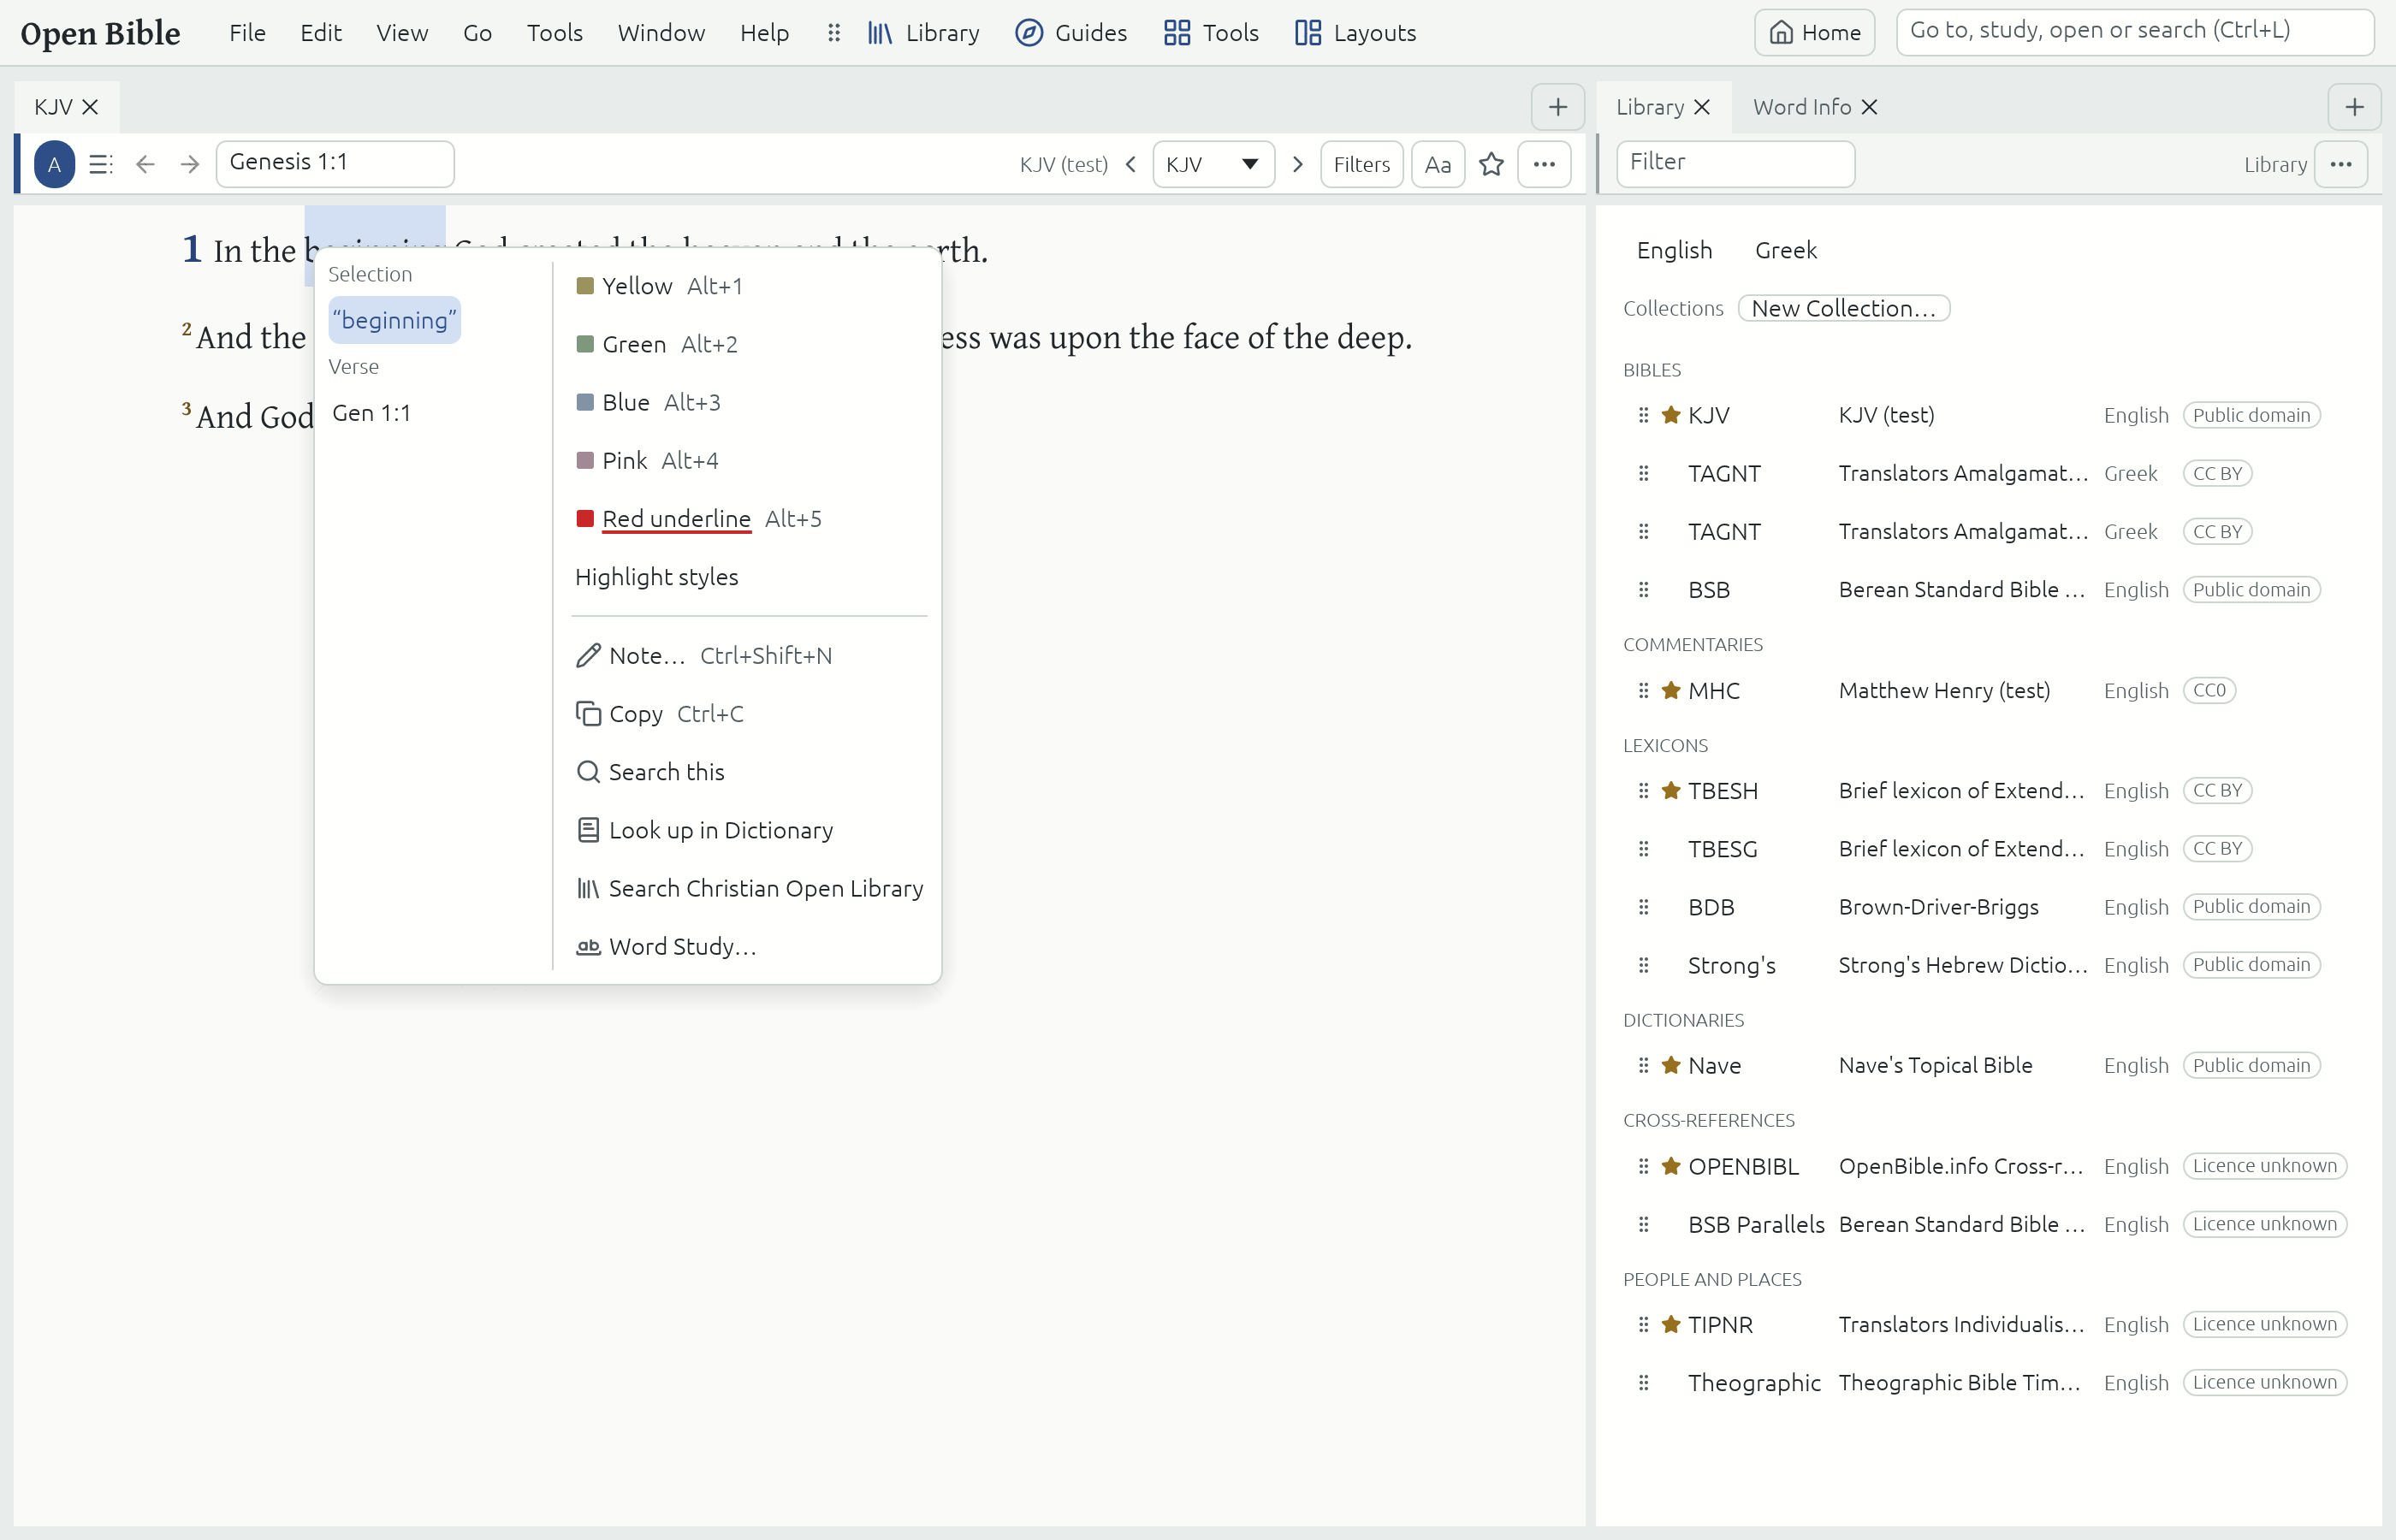 Open Bible File Edit View Go Tools Window Help Library Guides Tools Layouts Home Go to, study, open or search (Ctrl+L)
KJV
A Genesis 1:1 KJV (test) KJV Filters Aa
1 In the God created the heaven and the earth.
2 And the ess was upon the face of the deep.
3 And God
Selection
“beginning”
Verse
Gen 1:1
Yellow Alt+1
Green Alt+2
Blue Alt+3
Pink Alt+4
Red underline Alt+5
Highlight styles
Note… Ctrl+Shift+N
Copy Ctrl+C
Search this
Look up in Dictionary
Search Christian Open Library
Word Study…
Library Word Info
Filter Library
English Greek
Collections New Collection…
BIBLES
KJV KJV (test) English Public domain
TAGNT Translators Amalgamat… Greek CC BY
TAGNT Translators Amalgamat… Greek CC BY
BSB Berean Standard Bible … English Public domain
COMMENTARIES
MHC Matthew Henry (test) English CC0
LEXICONS
TBESH Brief lexicon of Extend… English CC BY
TBESG Brief lexicon of Extend… English CC BY
BDB Brown-Driver-Briggs English Public domain
Strong's Strong's Hebrew Dictio… English Public domain
DICTIONARIES
Nave Nave's Topical Bible English Public domain
CROSS-REFERENCES
OPENBIBL OpenBible.info Cross-r… English Licence unknown
BSB Parallels Berean Standard Bible … English Licence unknown
PEOPLE AND PLACES
TIPNR Translators Individualis… English Licence unknown
Theographic Theographic Bible Tim… English Licence unknown